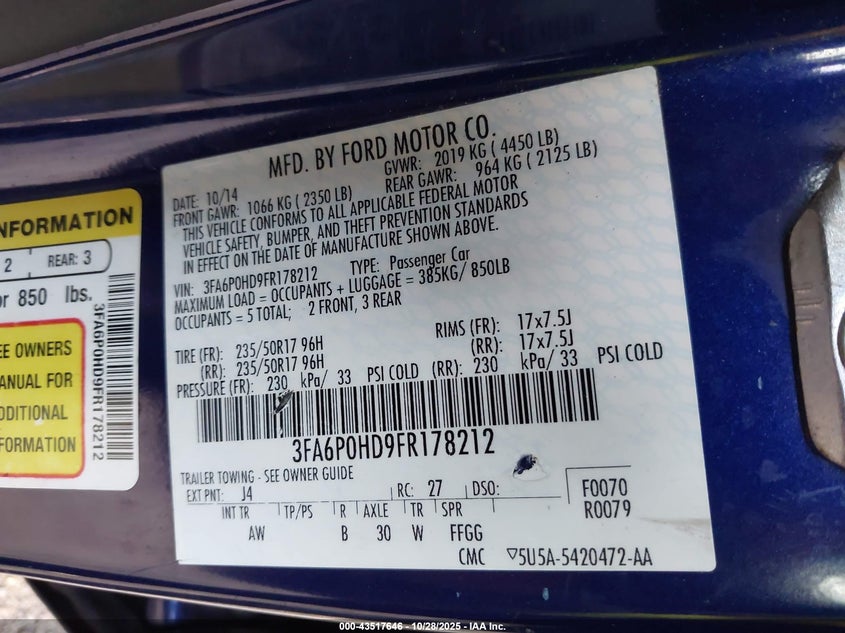 MFD. BY FORD MOTOR CO.
DATE: 10/14 GVWR: 2019 KG ( 4450 LB)
FRONT GAWR: 1066 KG ( 2350 LB) REAR GAWR: 964 KG ( 2125 LB)
THIS VEHICLE CONFORMS TO ALL APPLICABLE FEDERAL MOTOR
VEHICLE SAFETY, BUMPER, AND THEFT PREVENTION STANDARDS
IN EFFECT ON THE DATE OF MANUFACTURE SHOWN ABOVE.
VIN: 3FA6P0HD9FR178212 TYPE: Passenger Car
MAXIMUM LOAD = OCCUPANTS + LUGGAGE = 385KG/ 850LB
OCCUPANTS = 5 TOTAL; 2 FRONT, 3 REAR
TIRE (FR): 235/50R17 96H RIMS (FR): 17x7.5J
(RR): 235/50R17 96H (RR): 17x7.5J
PRESSURE (FR): 230 kPa/ 33 PSI COLD (RR): 230 kPa/ 33 PSI COLD
3FA6P0HD9FR178212
TRAILER TOWING - SEE OWNER GUIDE
EXT PNT: J4 RC: 27 DSO: F0070
R0079
INT TR TP/PS R AXLE TR SPR
AW B 30 W FFGG
CMC ▽5U5A-5420472-AA
NFORMATION
2 REAR: 3
or 850 lbs.
EE OWNERS
ANUAL FOR
DDITIONAL
FORMATION
3FA6P0HD9FR178212
000-43517646 - 10/28/2025 - IAA Inc.